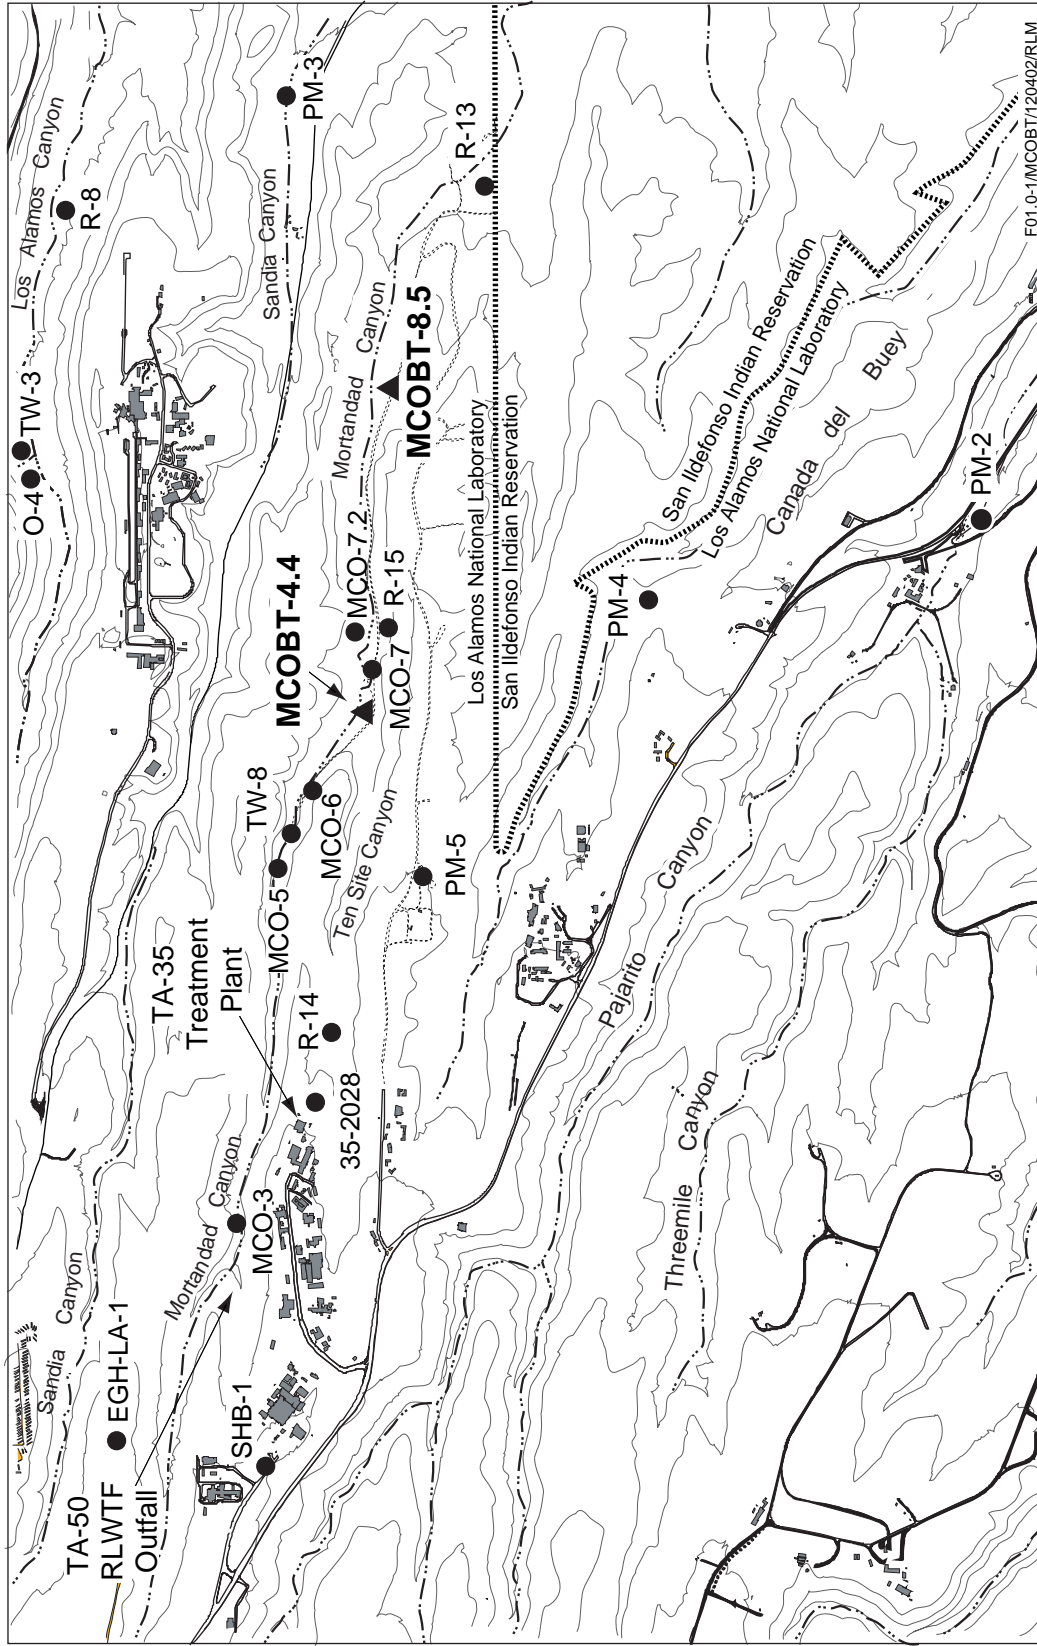 Los Alamos Canyon
R-8
TW-3
O-4
PM-3
Sandia Canyon
R-13
Mortandad Canyon
MCOBT-8.5
MCO-7.2
R-15
MCOBT-4.4
MCO-7
Los Alamos National Laboratory
San Ildefonso Indian Reservation
San Ildefonso Indian Reservation
Los Alamos National Laboratory
Canada del Buey
PM-2
PM-4
TW-8
MCO-6
MCO-5
Ten Site Canyon
PM-5
TA-35
Treatment
Plant
R-14
35-2028
Pajarito Canyon
Threemile Canyon
MCO-3
Mortandad Canyon
Sandia Canyon
EGH-LA-1
SHB-1
TA-50
RLWTF
Outfall
F01.0-1/MCOBT/120402/RLM